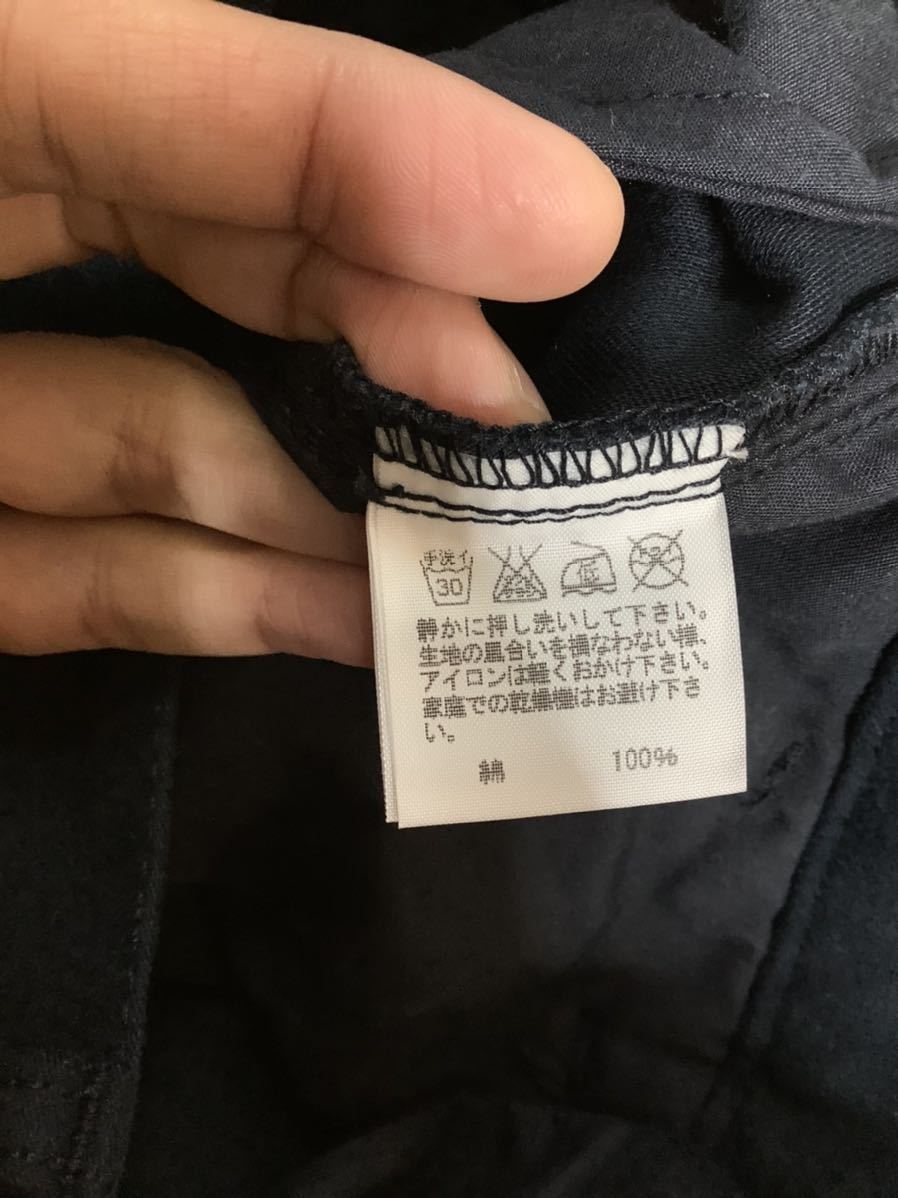 手洗イ
30
低
静かに押し洗いして下さい。
生地の風合いを損なわない様、
アイロンは軽くおかけ下さい。
家庭での乾燥機はお避け下さ
い。
綿 100%